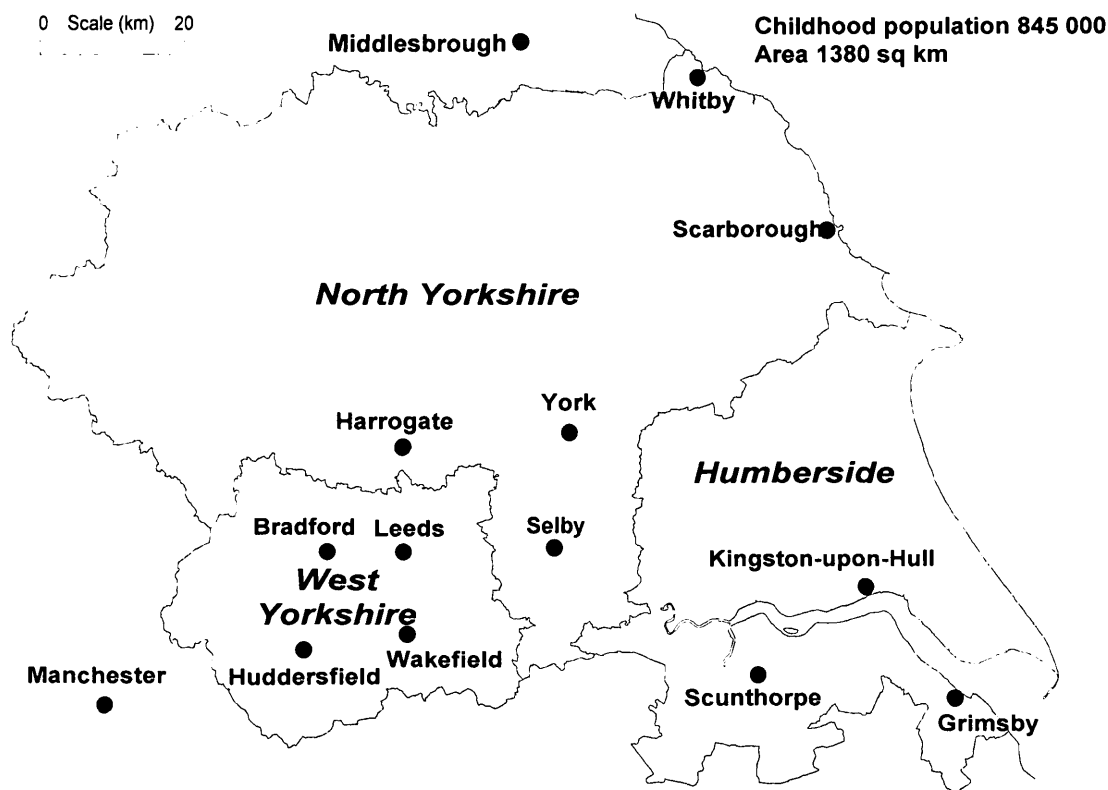 0 Scale (km) 20
Childhood population 845 000
Area 1380 sq km
Middlesbrough
Whitby
Scarborough
North Yorkshire
York
Harrogate
Humberside
Bradford
Leeds
Selby
Kingston-upon-Hull
West
Yorkshire
Wakefield
Huddersfield
Manchester
Scunthorpe
Grimsby